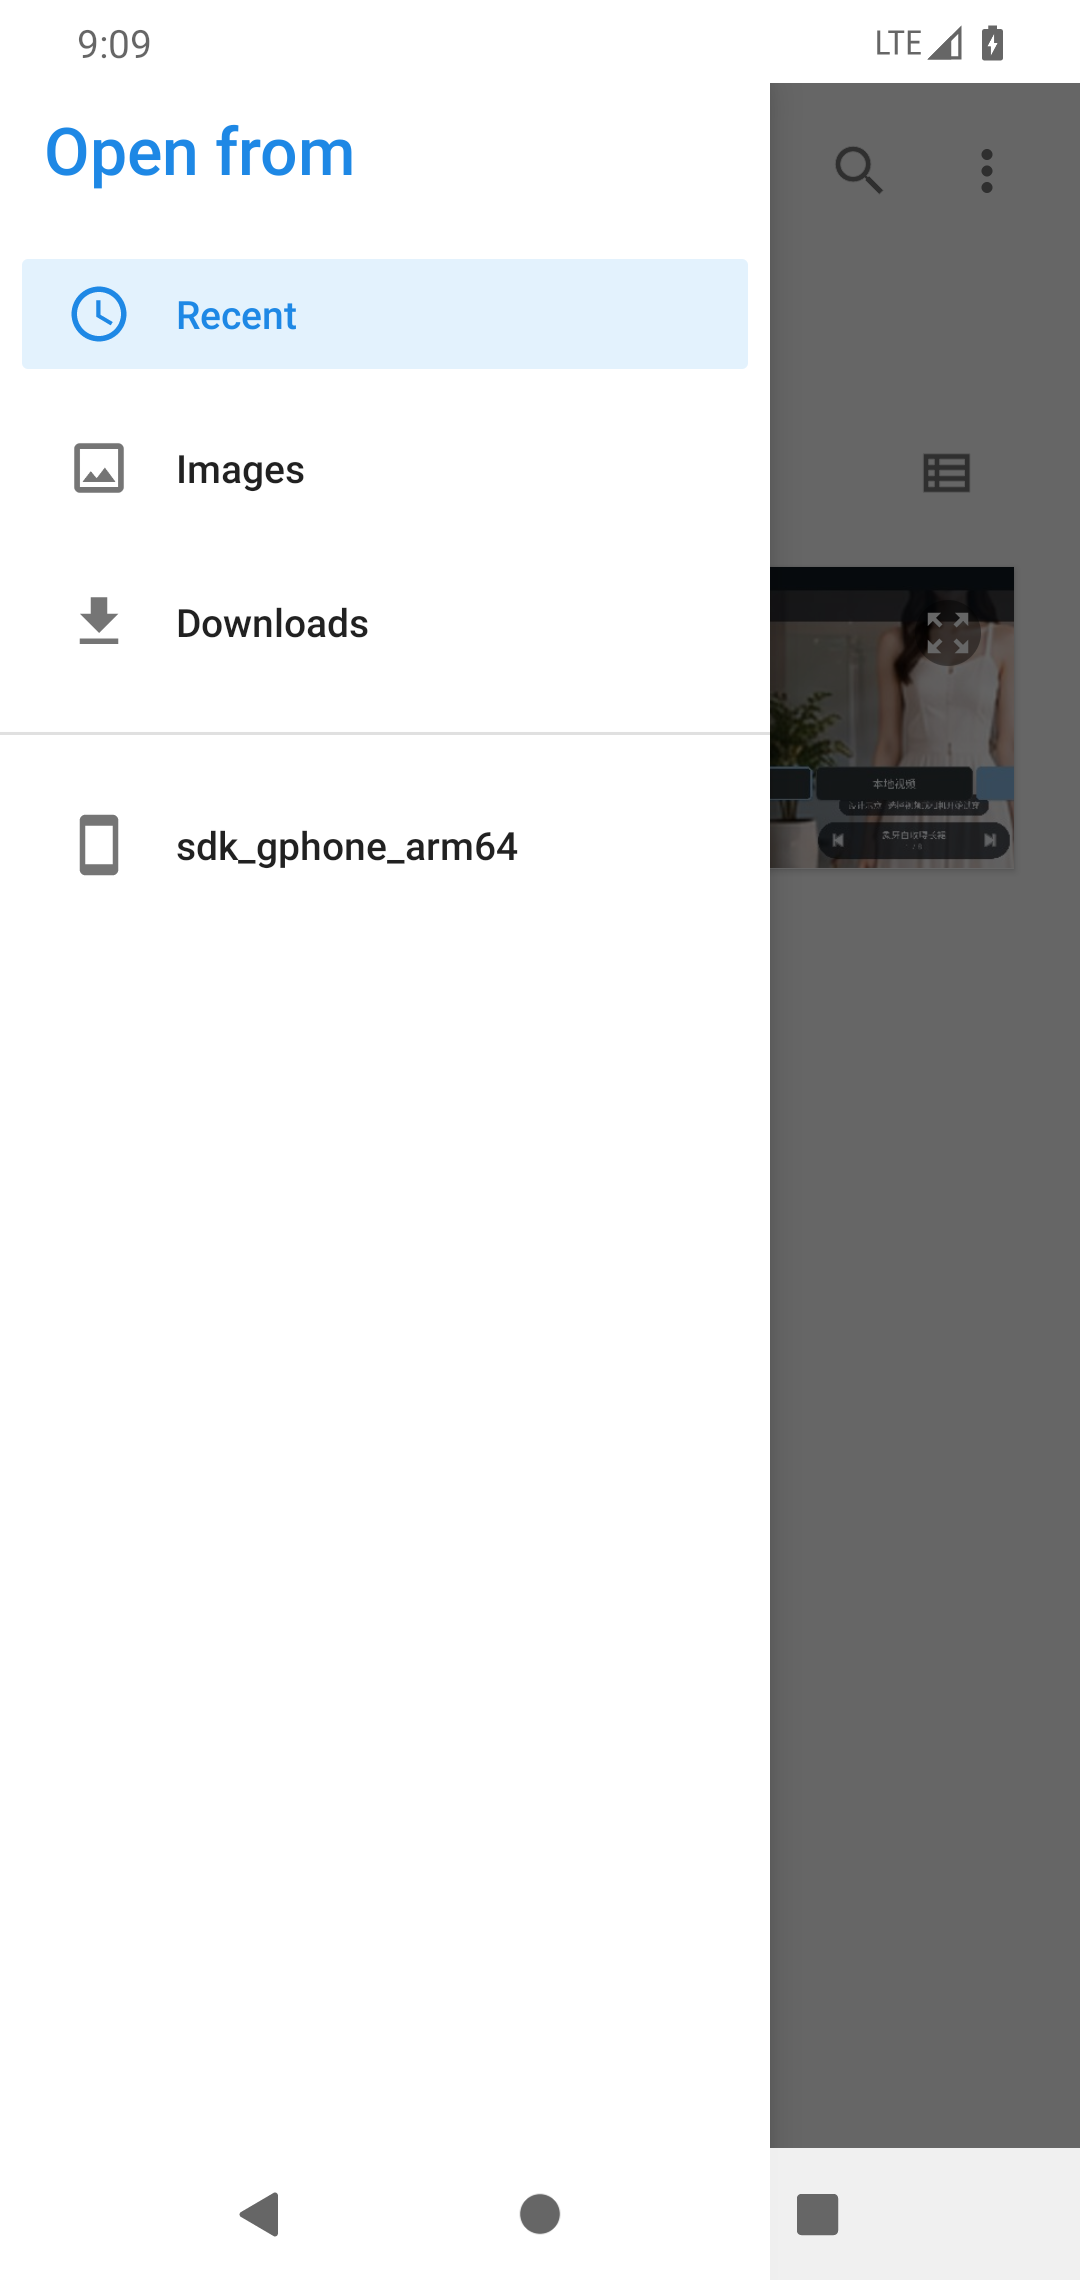 9:09
LTE
Open from
Recent
Images
Downloads
sdk_gphone_arm64
本地视频